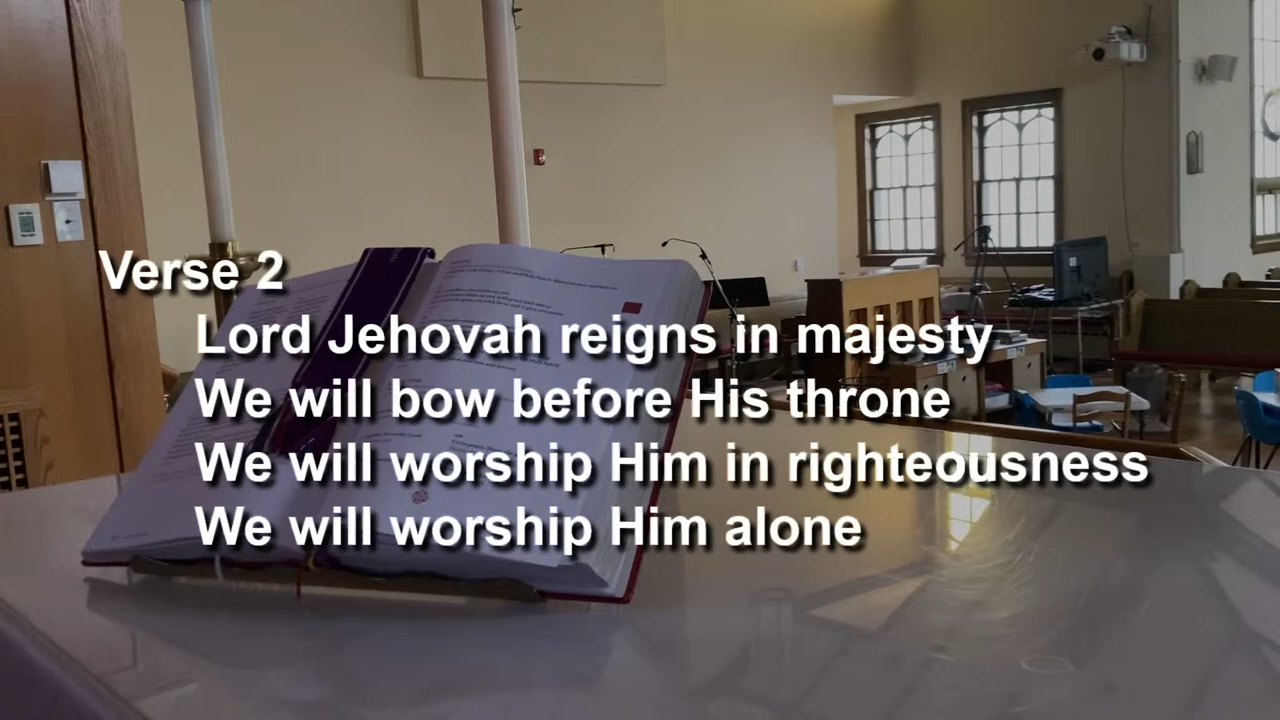 Verse 2
Lord Jehovah reigns in majesty
We will bow before His throne
We will worship Him in righteousness
We will worship Him alone